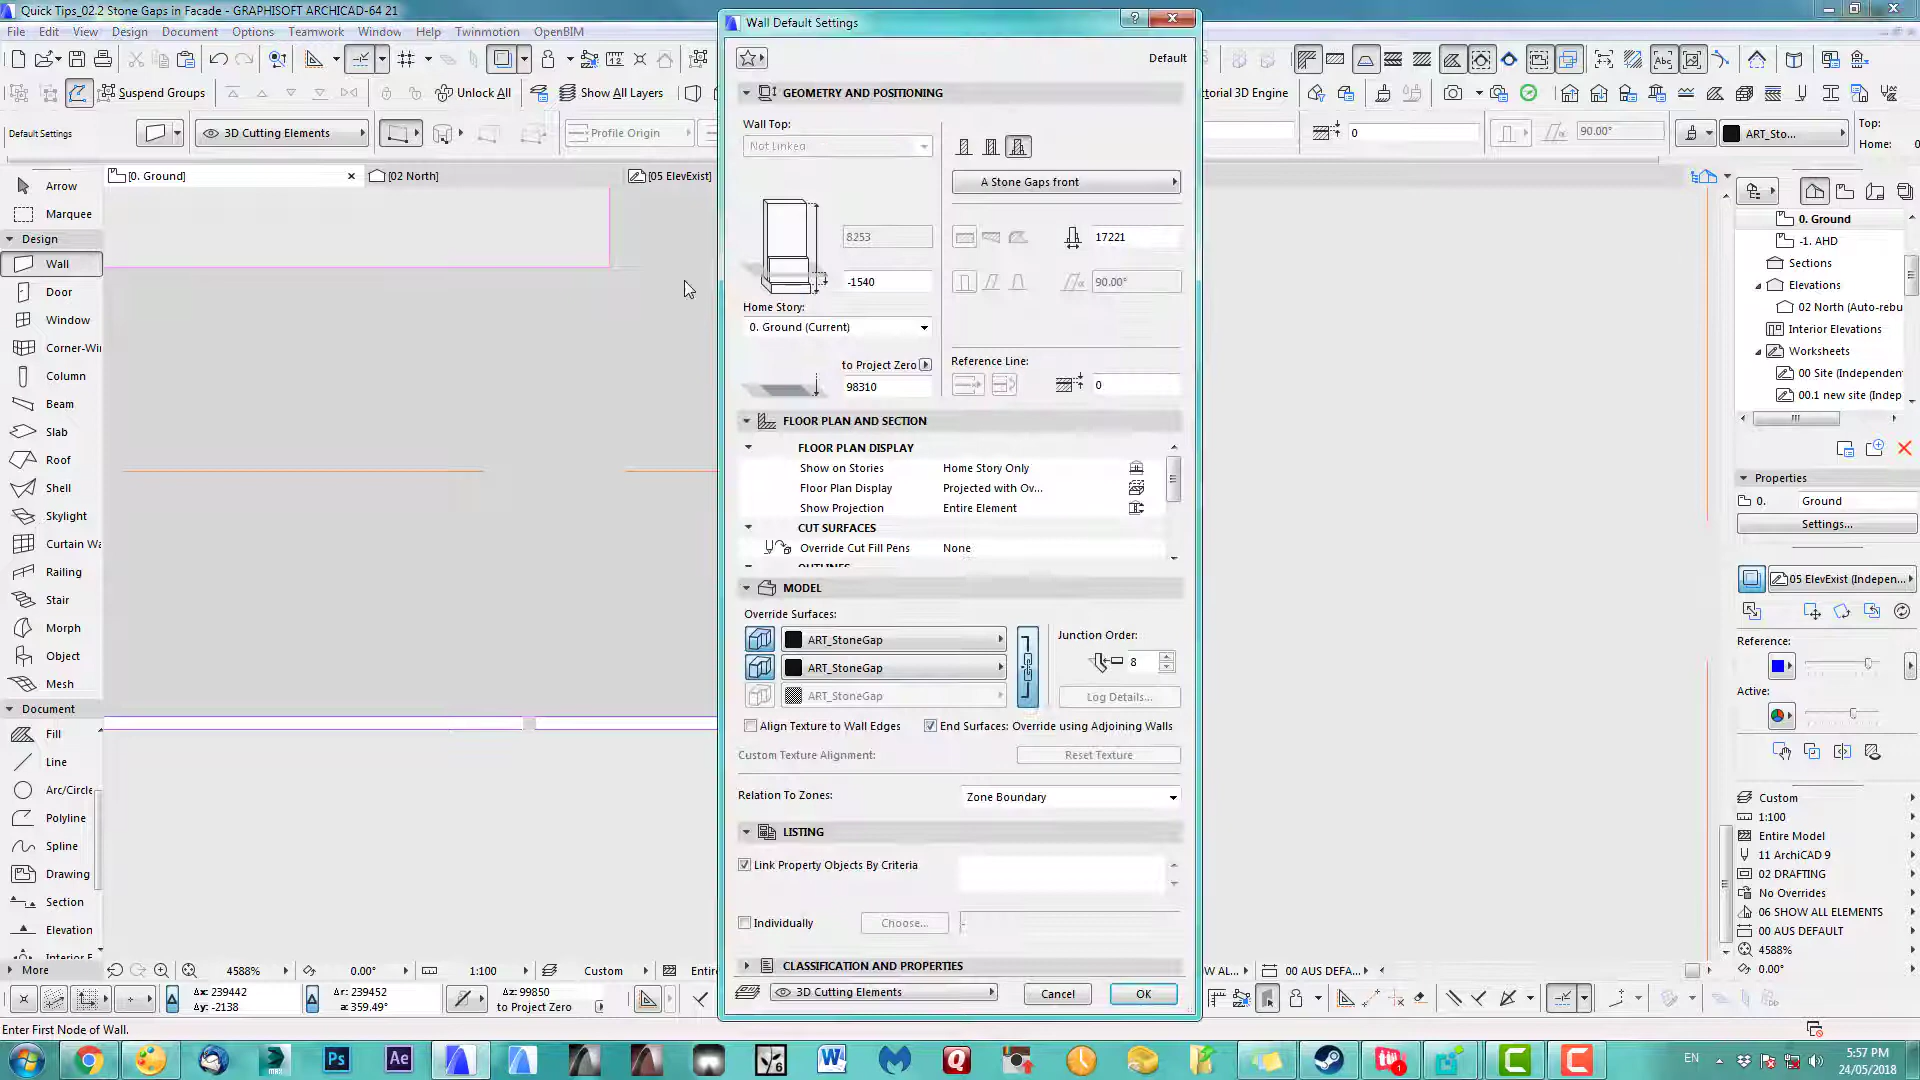 Quick Tips_02.2 Stone Gaps in Facade - GRAPHISOFT ARCHICAD-64 21
File Edit View Design Document Options Teamwork Window Help Twinmotion OpenBIM
Suspend Groups
Unlock All
Show All Layers
torial 3D Engine
Default Settings
3D Cutting Elements
Profile Origin
0
90.00°
ART_Sto...
Top:
Home:
[0. Ground]
[02 North]
[05 ElevExist]
Arrow
Marquee
Design
Wall
Door
Window
Corner-Wi
Column
Beam
Slab
Roof
Shell
Skylight
Curtain Wa
Railing
Stair
Morph
Object
Mesh
Document
Fill
Line
Arc/Circle
Polyline
Spline
Drawing
Section
Elevation
Interior E
More
Wall Default Settings
Default
GEOMETRY AND POSITIONING
Wall Top:
Not Linked
A Stone Gaps front
8253
17221
-1540
90.00°
Home Story:
0. Ground (Current)
to Project Zero
Reference Line:
98310
0
FLOOR PLAN AND SECTION
FLOOR PLAN DISPLAY
Show on Stories Home Story Only
Floor Plan Display Projected with Ov...
Show Projection Entire Element
CUT SURFACES
Override Cut Fill Pens None
OUTLINES
MODEL
Override Surfaces:
Junction Order:
ART_StoneGap
ART_StoneGap
8
ART_StoneGap
Log Details...
Align Texture to Wall Edges
End Surfaces: Override using Adjoining Walls
Custom Texture Alignment:
Reset Texture
Relation To Zones:
Zone Boundary
LISTING
Link Property Objects By Criteria
Individually
Choose...
-
CLASSIFICATION AND PROPERTIES
3D Cutting Elements
Cancel
OK
0. Ground
-1. AHD
Sections
Elevations
02 North (Auto-rebu
Interior Elevations
Worksheets
00 Site (Independen
00.1 new site (Indep
Properties
0. Ground
Settings...
05 ElevExist (Indepen...
Reference:
Active:
Custom
1:100
Entire Model
11 ArchiCAD 9
02 DRAFTING
No Overrides
06 SHOW ALL ELEMENTS
00 AUS DEFAULT
4588%
0.00°
4588%
0.00°
1:100
Custom
Entir
W AL...
00 AUS DEFA...
Δx: 239442
Δy: -2138
Δr: 239452
a: 359.49°
Δz: 99850
to Project Zero
Enter First Node of Wall.
EN
5:57 PM
24/05/2018